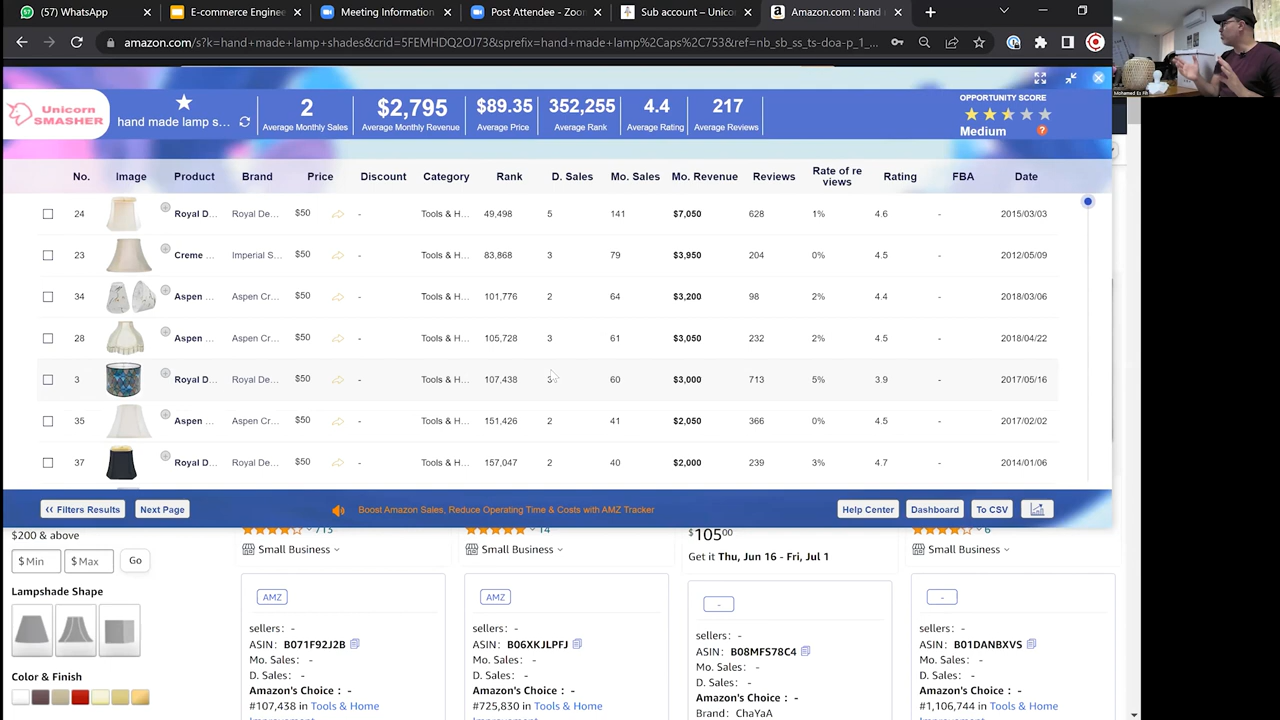 (57) WhatsApp
E-commerce Engine
Meeting Information
Post Attendee - Zoom
Sub account – Un
Amazon.com : hand
amazon.com/s?k=hand+made+lamp+shades&crid=5FEMHDQ2OJ73&sprefix=hand+made+lamp%2Caps%2C753&ref=nb_sb_ss_ts-doa-p_1_...
Unicorn
SMASHER
hand made lamp s...
2
Average Monthly Sales
$2,795
Average Monthly Revenue
$89.35
Average Price
352,255
Average Rank
4.4
Average Rating
217
Average Reviews
OPPORTUNITY SCORE
Medium
?
No. Image Product Brand Price Discount Category Rank D. Sales Mo. Sales Mo. Revenue Reviews Rate of re views Rating FBA Date
24 Royal D... Royal De... $50 - Tools & H... 49,498 5 141 $7,050 628 1% 4.6 - 2015/03/03
23 Creme ... Imperial S... $50 - Tools & H... 83,868 3 79 $3,950 204 0% 4.5 - 2012/05/09
34 Aspen ... Aspen Cr... $50 - Tools & H... 101,776 2 64 $3,200 98 2% 4.4 - 2018/03/06
28 Aspen ... Aspen Cr... $50 - Tools & H... 105,728 3 61 $3,050 232 2% 4.5 - 2018/04/22
3 Royal D... Royal De... $50 - Tools & H... 107,438 3 60 $3,000 713 5% 3.9 - 2017/05/16
35 Aspen ... Aspen Cr... $50 - Tools & H... 151,426 2 41 $2,050 366 0% 4.5 - 2017/02/02
37 Royal D... Royal De... $50 - Tools & H... 157,047 2 40 $2,000 239 3% 4.7 - 2014/01/06
Filters Results
Next Page
Boost Amazon Sales, Reduce Operating Time & Costs with AMZ Tracker
Help Center
Dashboard
To CSV
$200 & above
$ Min
$ Max
Go
Lampshade Shape
Color & Finish
713
Small Business
AMZ
sellers: -
ASIN: B071F92J2B
Mo. Sales: -
D. Sales: -
Amazon's Choice: -
#107,438 in Tools & Home
14
Small Business
AMZ
sellers: -
ASIN: B06XKJLPFJ
Mo. Sales: -
D. Sales: -
Amazon's Choice: -
#725,830 in Tools & Home
$10500
Get it Thu, Jun 16 - Fri, Jul 1
-
sellers: -
ASIN: B08MFS78C4
Mo. Sales: -
D. Sales: -
Amazon's Choice: -
Brand: ChaYaA
6
Small Business
-
sellers: -
ASIN: B01DANBXVS
Mo. Sales: -
D. Sales: -
Amazon's Choice: -
#1,106,744 in Tools & Home